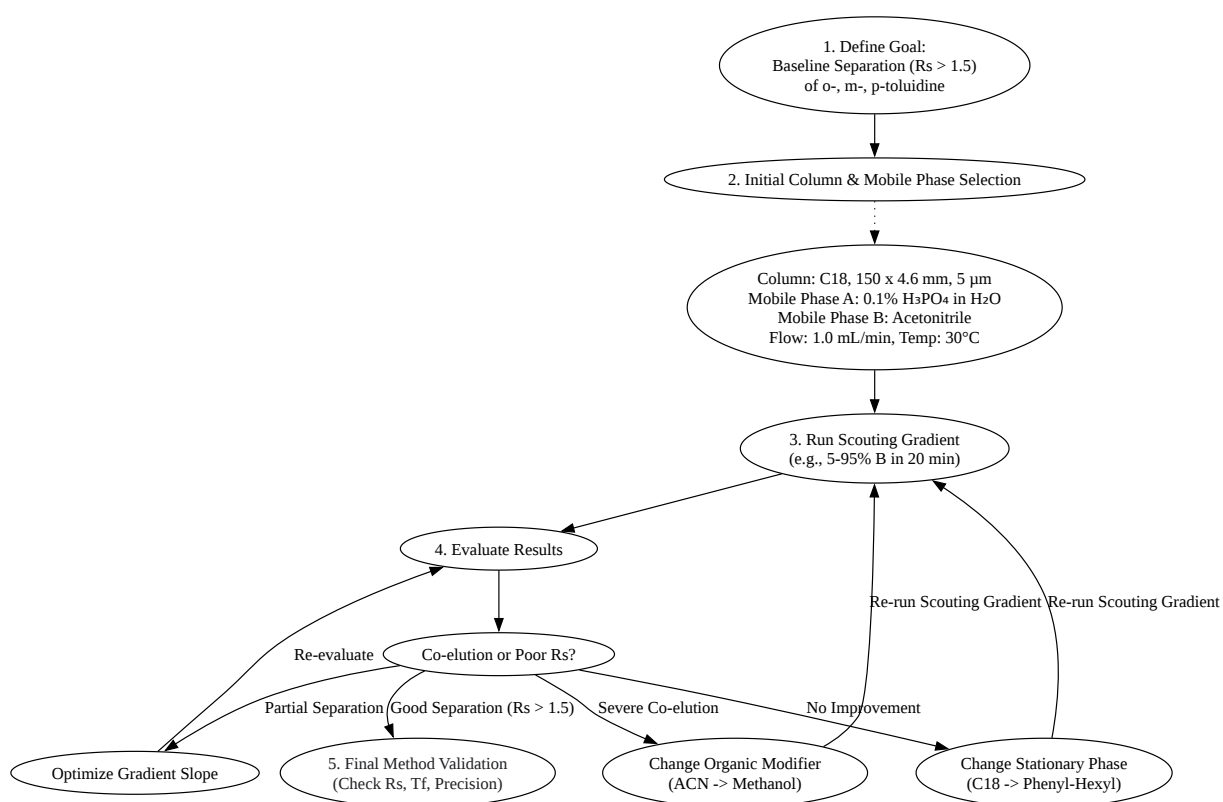 1. Define Goal:
Baseline Separation (Rs > 1.5)
of o-, m-, p-toluidine
2. Initial Column & Mobile Phase Selection
Column: C18, 150 x 4.6 mm, 5 µm
Mobile Phase A: 0.1% H₃PO₄ in H₂O
Mobile Phase B: Acetonitrile
Flow: 1.0 mL/min, Temp: 30°C
3. Run Scouting Gradient
(e.g., 5-95% B in 20 min)
4. Evaluate Results
Re-run Scouting Gradient
Re-run Scouting Gradient
Co-elution or Poor Rs?
Re-evaluate
Partial Separation
Good Separation (Rs > 1.5)
Severe Co-elution
No Improvement
Optimize Gradient Slope
5. Final Method Validation
(Check Rs, Tf, Precision)
Change Organic Modifier
(ACN -> Methanol)
Change Stationary Phase
(C18 -> Phenyl-Hexyl)